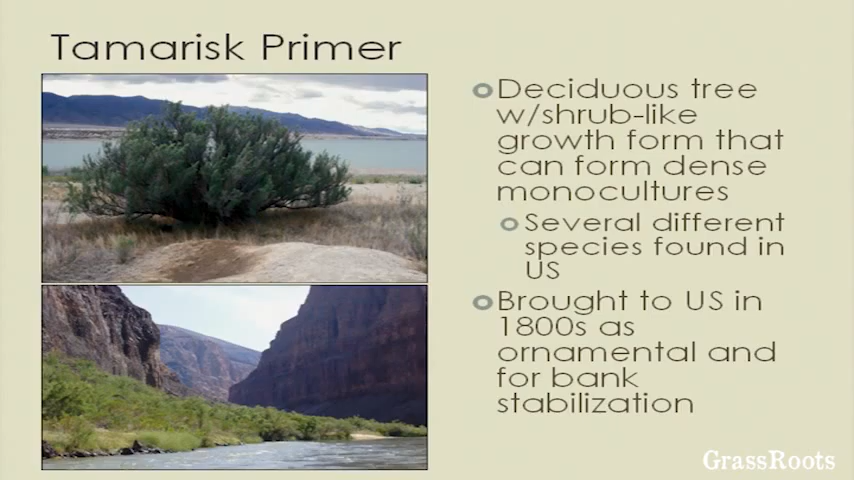 Tamarisk Primer
Deciduous tree
w/shrub-like
growth form that
can form dense
monocultures
Several different
species found in
US
Brought to US in
1800s as
ornamental and
for bank
stabilization
GrassRoots